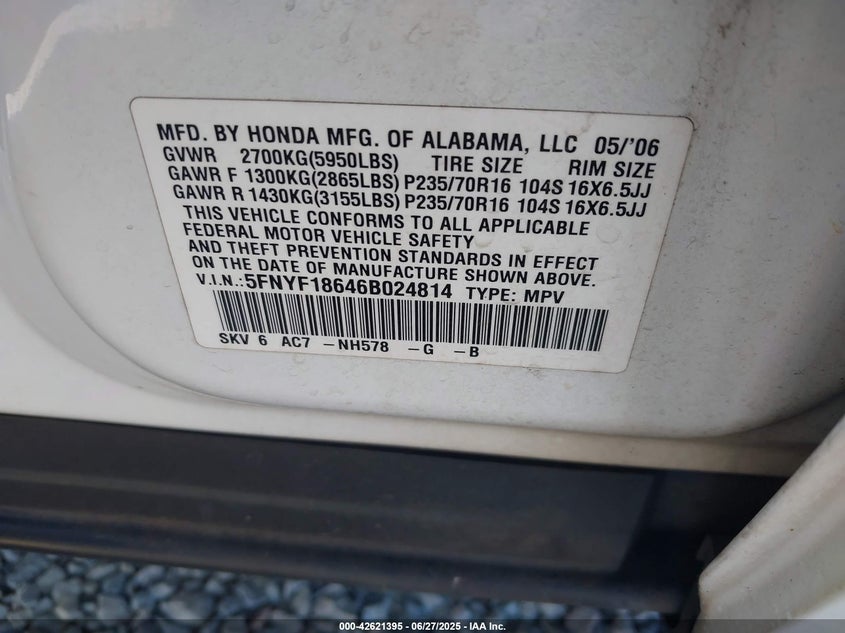 MFD. BY HONDA MFG. OF ALABAMA, LLC 05/'06
GVWR 2700KG(5950LBS) TIRE SIZE RIM SIZE
GAWR F 1300KG(2865LBS) P235/70R16 104S 16X6.5JJ
GAWR R 1430KG(3155LBS) P235/70R16 104S 16X6.5JJ
THIS VEHICLE CONFORMS TO ALL APPLICABLE
FEDERAL MOTOR VEHICLE SAFETY
AND THEFT PREVENTION STANDARDS IN EFFECT
ON THE DATE OF MANUFACTURE SHOWN ABOVE.
V.I.N.:5FNYF18646B024814 TYPE: MPV
SKV 6 AC7 -NH578 -G -B
000-42621395 - 06/27/2025 - IAA Inc.